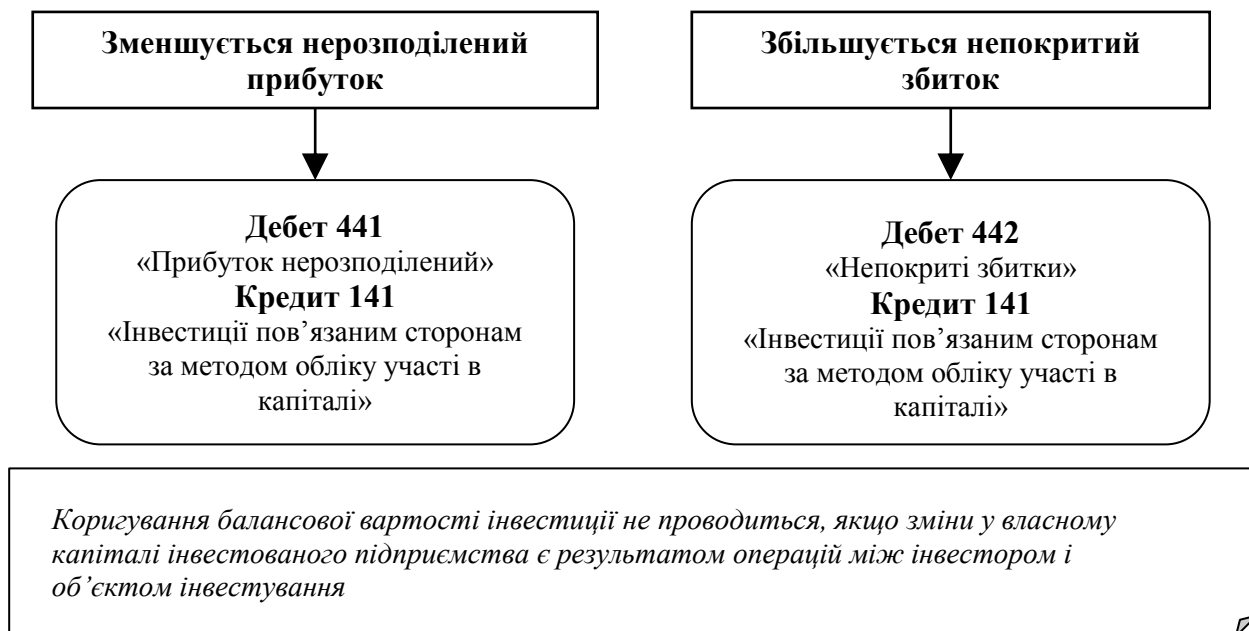 Зменшується нерозподілений
прибуток
Збільшується непокритий
збиток
Дебет 441
«Прибуток нерозподілений»
Кредит 141
«Інвестиції пов’язаним сторонам
за методом обліку участі в
капіталі»
Дебет 442
«Непокриті збитки»
Кредит 141
«Інвестиції пов’язаним сторонам
за методом обліку участі в
капіталі»
Коригування балансової вартості інвестиції не проводиться, якщо зміни у власному
капіталі інвестованого підприємства є результатом операцій між інвестором і
об’єктом інвестування